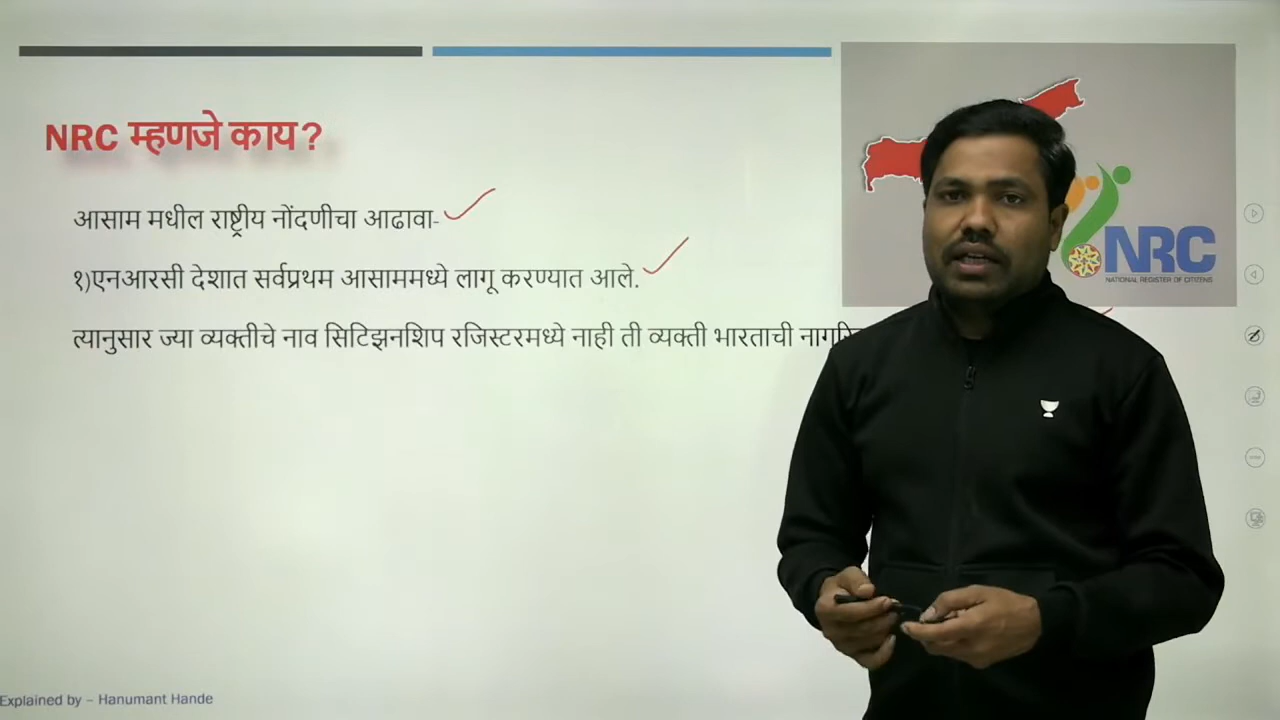 NRC म्हणजे काय?
आसाम मधील राष्ट्रीय नोंदणीचा आढावा-
१)एनआरसी देशात सर्वप्रथम आसाममध्ये लागू करण्यात आले.
त्यानुसार ज्या व्यक्तीचे नाव सिटिझनशिप रजिस्टरमध्ये नाही ती व्यक्ती भारताची
NRC
NATIONAL REGISTER OF CITIZENS
Explained by – Hanumant Hande